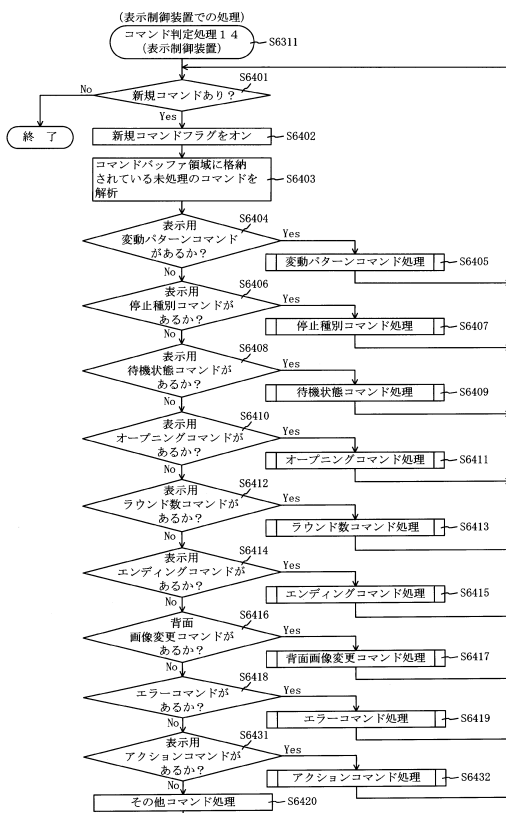 (表示制御装置での処理)
コマンド判定処理14
(表示制御装置)
S6311
S6401
No
新規コマンドあり?
Yes
終 了
新規コマンドフラグをオン
S6402
コマンドバッファ領域に格納
されている未処理のコマンドを
解析
S6403
S6404
表示用
変動パターンコマンド
があるか?
Yes
変動パターンコマンド処理
S6405
No
S6406
表示用
停止種別コマンドが
あるか?
Yes
停止種別コマンド処理
S6407
No
S6408
表示用
待機状態コマンドが
あるか?
Yes
待機状態コマンド処理
S6409
No
S6410
表示用
オープニングコマンドが
あるか?
Yes
オープニングコマンド処理
S6411
No
S6412
表示用
ラウンド数コマンドが
あるか?
Yes
ラウンド数コマンド処理
S6413
No
S6414
表示用
エンディングコマンドが
あるか?
Yes
エンディングコマンド処理
S6415
No
S6416
背面
画像変更コマンドが
あるか?
Yes
背面画像変更コマンド処理
S6417
No
S6418
エラーコマンドが
あるか?
Yes
エラーコマンド処理
S6419
No
S6431
表示用
アクションコマンドが
あるか?
Yes
アクションコマンド処理
S6432
No
その他コマンド処理
S6420